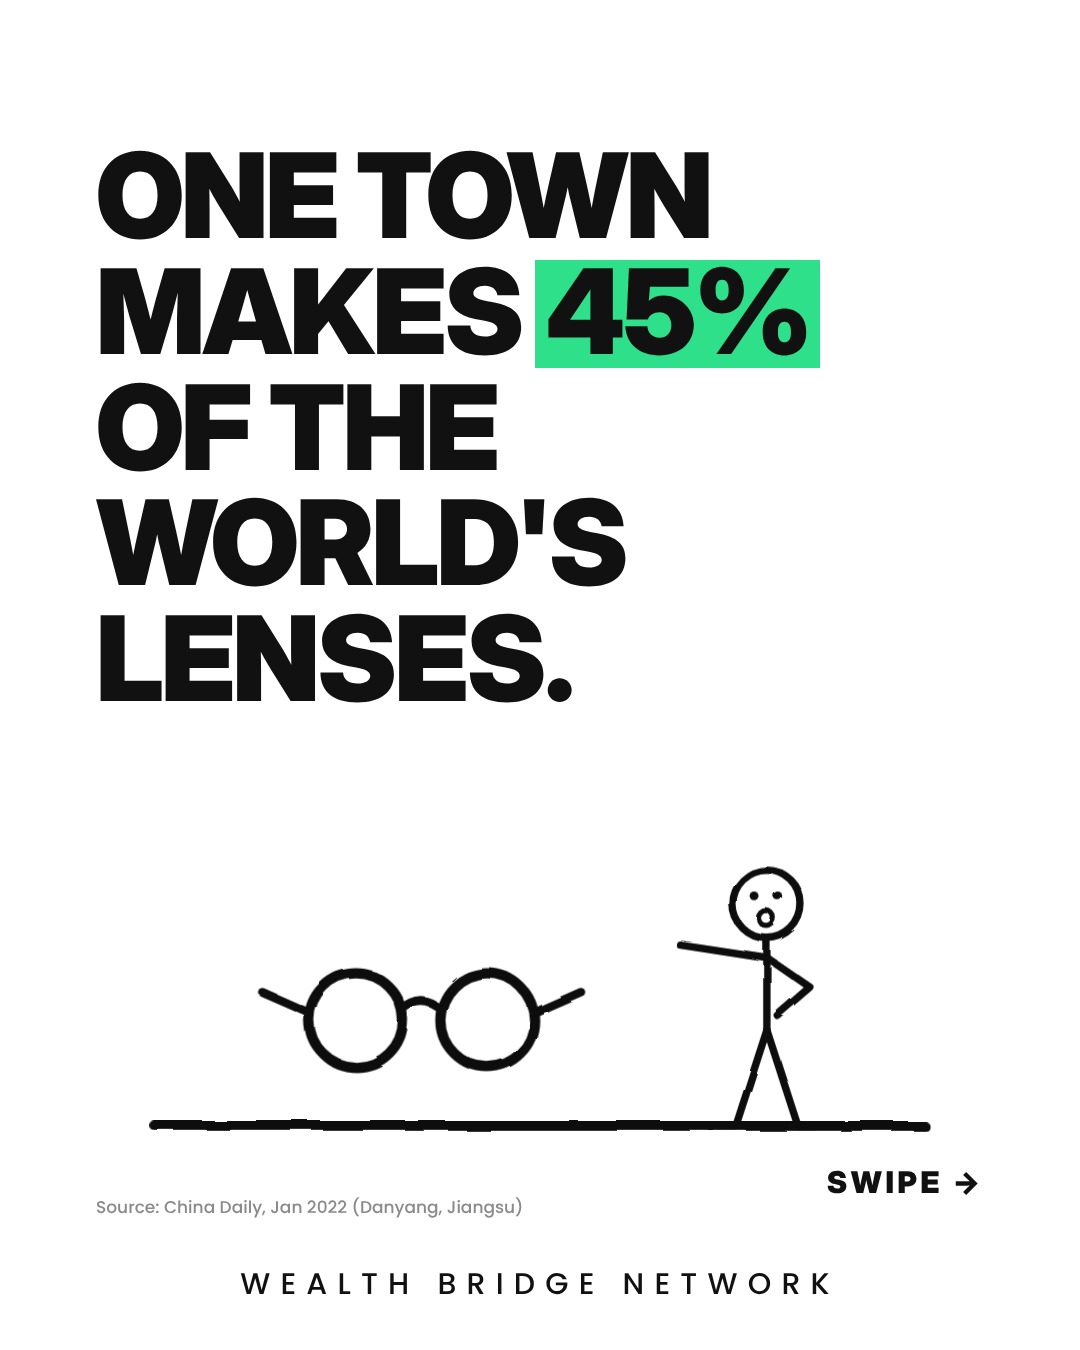 ONE TOWN
MAKES 45%
OF THE
WORLD'S
LENSES.
SWIPE →
Source: China Daily, Jan 2022 (Danyang, Jiangsu)
WEALTH BRIDGE NETWORK